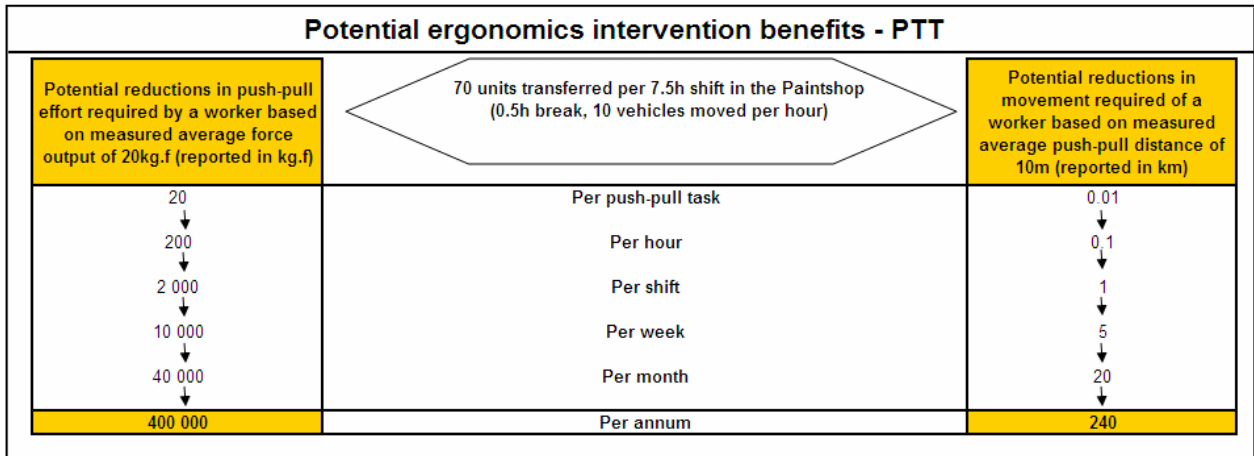 Potential ergonomics intervention benefits - PTT
Potential reductions in push-pull
effort required by a worker based
on measured average force
output of 20kg.f (reported in kg.f)
70 units transferred per 7.5h shift in the Paintshop
(0.5h break, 10 vehicles moved per hour)
Potential reductions in
movement required of a
worker based on measured
average push-pull distance of
10m (reported in km)
20 Per push-pull task 0.01
200 Per hour 0.1
2 000 Per shift 1
10 000 Per week 5
40 000 Per month 20
400 000 Per annum 240